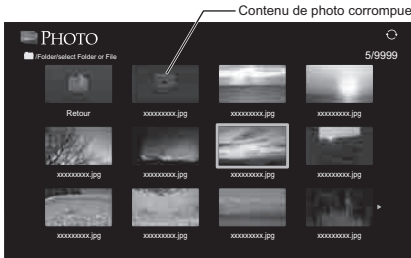 Contenu de photo corrompue
PHOTO
/Folder/select Folder or File
5/9999
Retour xxxxxxxxx.jpg xxxxxxxxx.jpg xxxxxxxxx.jpg
xxxxxxxxx.jpg xxxxxxxxx.jpg xxxxxxxxx.jpg xxxxxxxxx.jpg
xxxxxxxxx.jpg xxxxxxxxx.jpg xxxxxxxxx.jpg xxxxxxxxx.jpg